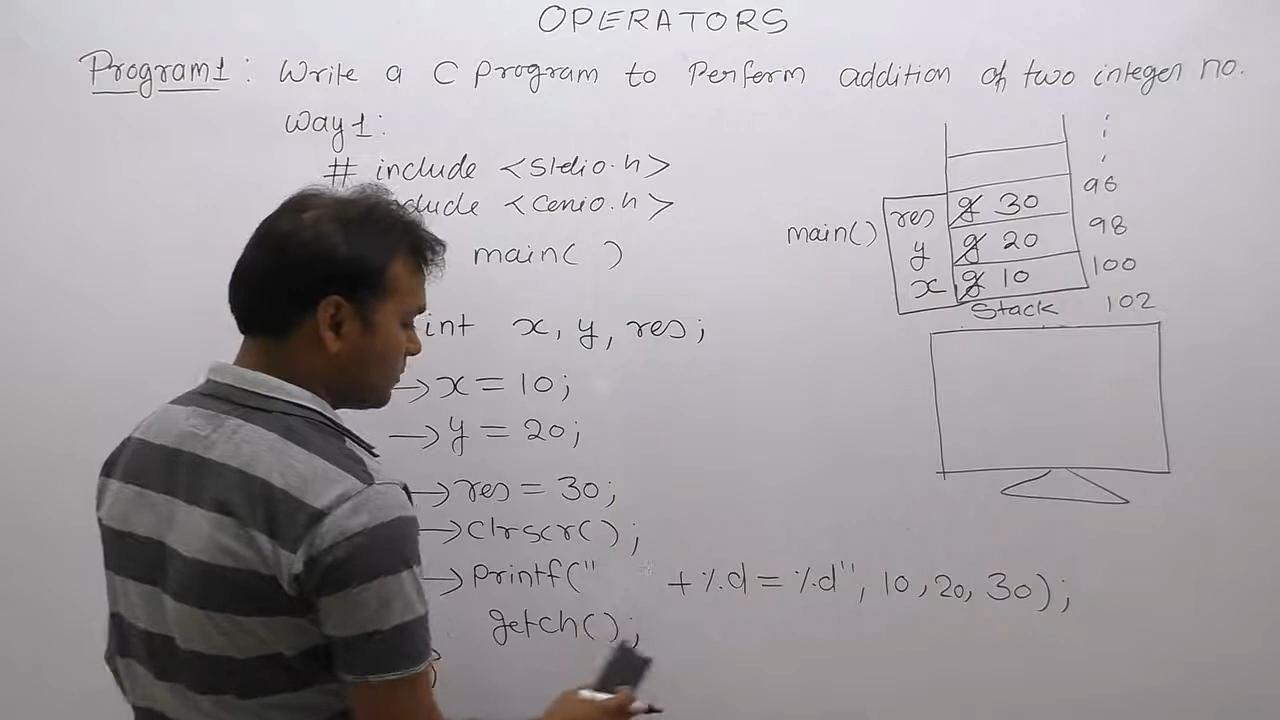 OPERATORS
Program1: Write a C program to Perform addition of two integer no.
Way1:
# include <Stdio.h>
clude <Conio.h>
main( )
int x, y, res;
→x = 10;
→y = 20;
→res = 30;
→Clrscr();
→Printf(" + %d = %d", 10, 20, 30);
getch();
}
96
res g 30
98
main() y g 20
100
x g 10
Stack 102